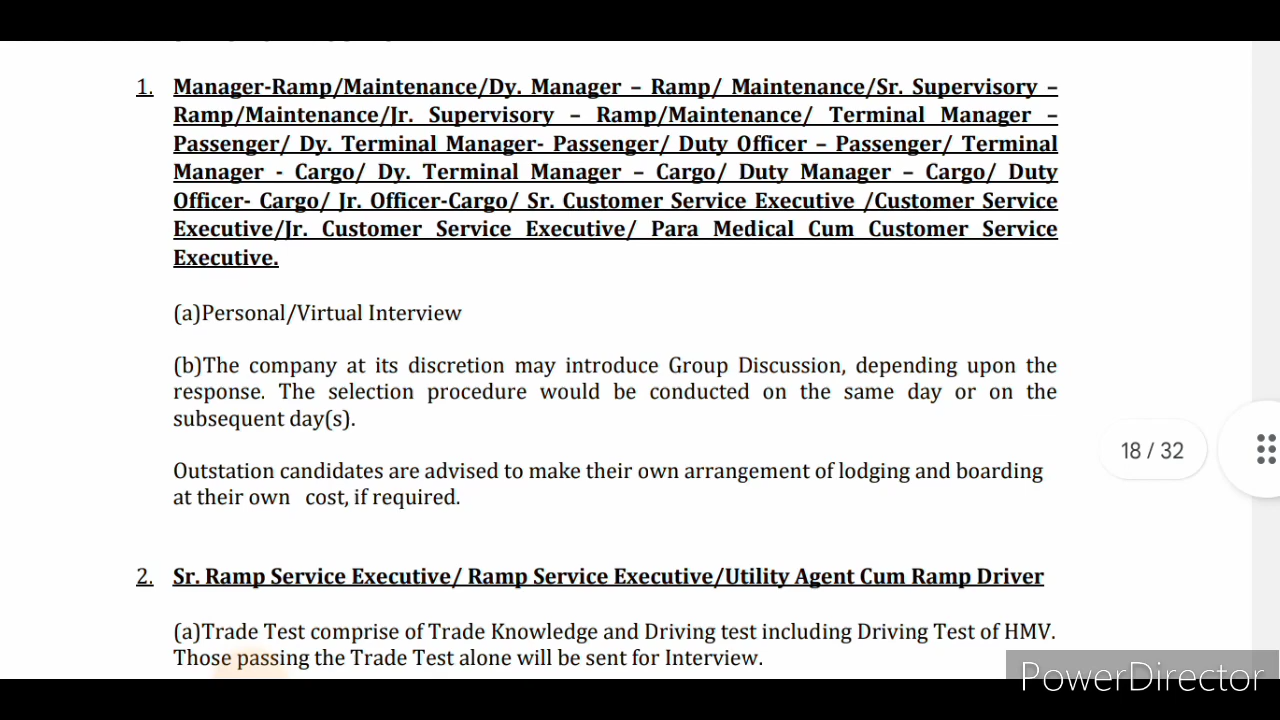 1. Manager-Ramp/Maintenance/Dy. Manager – Ramp/ Maintenance/Sr. Supervisory –
Ramp/Maintenance/Jr. Supervisory – Ramp/Maintenance/ Terminal Manager –
Passenger/ Dy. Terminal Manager- Passenger/ Duty Officer – Passenger/ Terminal
Manager - Cargo/ Dy. Terminal Manager – Cargo/ Duty Manager – Cargo/ Duty
Officer- Cargo/ Jr. Officer-Cargo/ Sr. Customer Service Executive /Customer Service
Executive/Jr. Customer Service Executive/ Para Medical Cum Customer Service
Executive.
(a)Personal/Virtual Interview
(b)The company at its discretion may introduce Group Discussion, depending upon the
response. The selection procedure would be conducted on the same day or on the
subsequent day(s).
18 / 32
Outstation candidates are advised to make their own arrangement of lodging and boarding
at their own cost, if required.
2. Sr. Ramp Service Executive/ Ramp Service Executive/Utility Agent Cum Ramp Driver
(a)Trade Test comprise of Trade Knowledge and Driving test including Driving Test of HMV.
Those passing the Trade Test alone will be sent for Interview.
PowerDirector